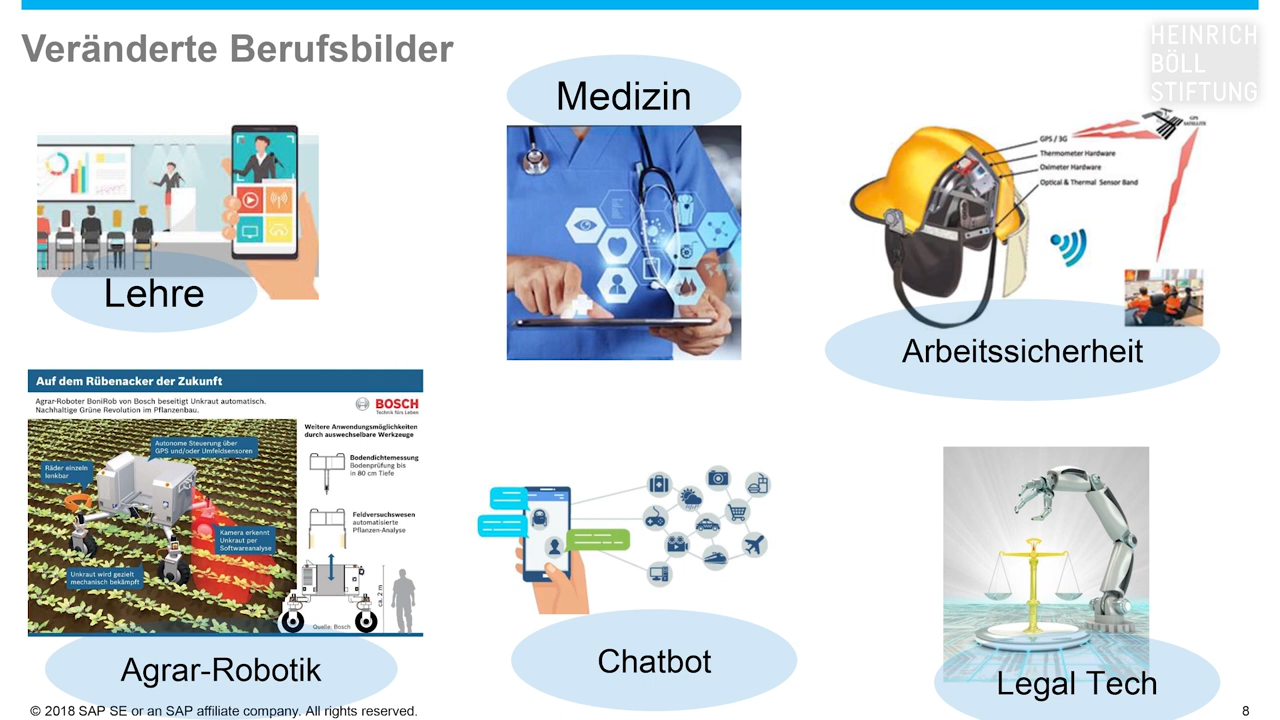 Veränderte Berufsbilder
HEINRICH
BÖLL
STIFTUNG
Medizin
Lehre
GPS / 3G
Thermometer Hardware
Oximeter Hardware
Optical & Thermal Sensor Band
GPS
SATELLITE
Arbeitssicherheit
Auf dem Rübenacker der Zukunft
Agrar-Roboter BoniRob von Bosch beseitigt Unkraut automatisch.
Nachhaltige Grüne Revolution im Pflanzenbau.
BOSCH
Technik fürs Leben
Weitere Anwendungsmöglichkeiten
durch auswechselbare Werkzeuge
Autonome Steuerung über
GPS und/oder Umfeldsensoren
Räder einzeln
lenkbar
Bodendichtemessung
Bodenprüfung bis
in 80 cm Tiefe
Feldversuchswesen
automatisierte
Pflanzen-Analyse
Kamera erkennt
Unkraut per
Softwareanalyse
Unkraut wird gezielt
mechanisch bekämpft
ca. 2 m
Quelle: Bosch
Agrar-Robotik
Chatbot
Legal Tech
© 2018 SAP SE or an SAP affiliate company. All rights reserved.
8